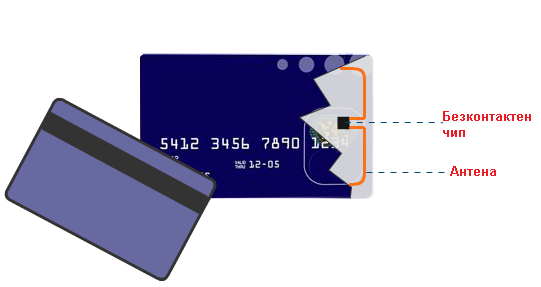 Безконтактен
чип
5412 3456 7890 1234
VALID
THRU 12-05
Антена